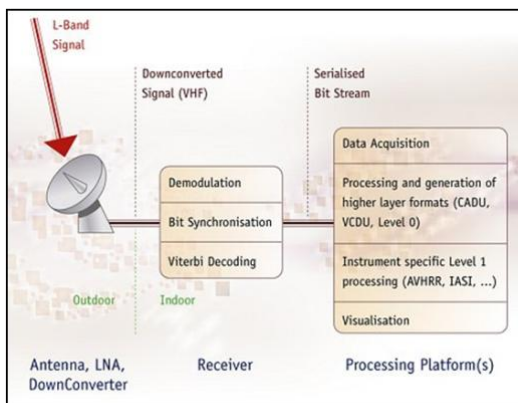 L-Band
Signal
Downconverted
Signal (VHF)
Serialised
Bit Stream
Demodulation
Bit Synchronisation
Viterbi Decoding
Data Acquisition
Processing and generation of
higher layer formats (CADU,
VCDU, Level 0)
Instrument specific Level 1
processing (AVHRR, IASI, ...)
Visualisation
Outdoor
Indoor
Antenna, LNA,
DownConverter
Receiver
Processing Platform(s)